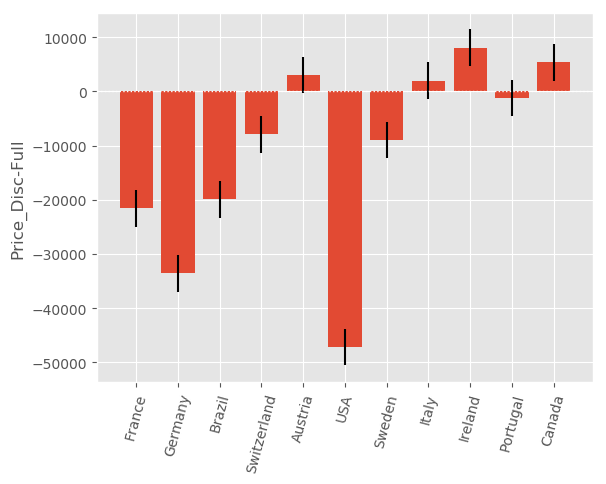 Price_Disc-Full
10000
0
−10000
−20000
−30000
−40000
−50000
France
Germany
Brazil
Switzerland
Austria
USA
Sweden
Italy
Ireland
Portugal
Canada